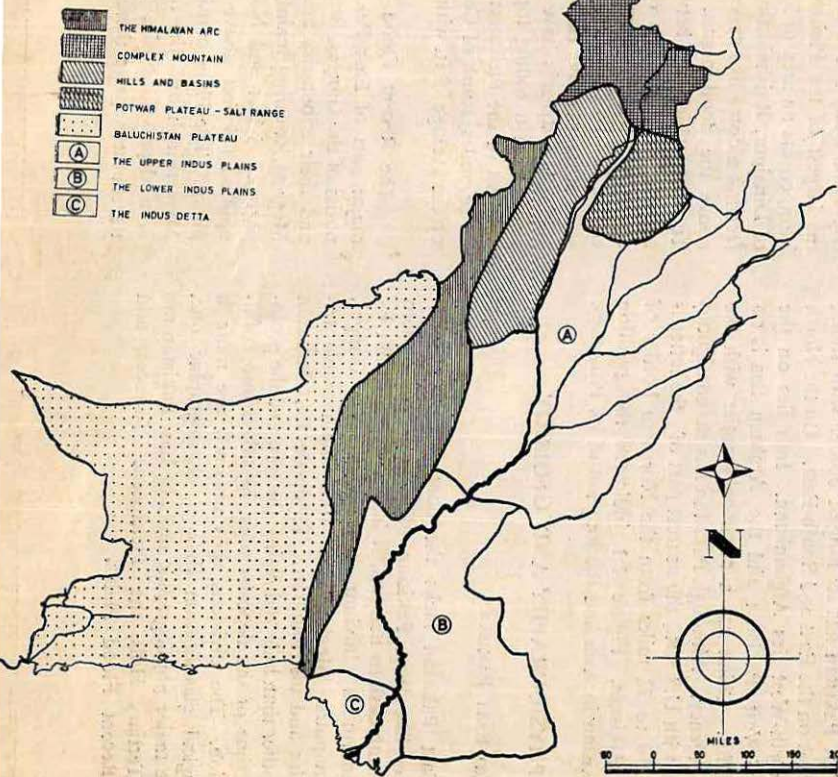 THE HIMALAYAN ARC
COMPLEX MOUNTAIN
HILLS AND BASINS
POTWAR PLATEAU - SALT RANGE
BALUCHISTAN PLATEAU
A THE UPPER INDUS PLAINS
B THE LOWER INDUS PLAINS
C THE INDUS DETTA
A
N
B
C
MILES
50 0 50 100 150